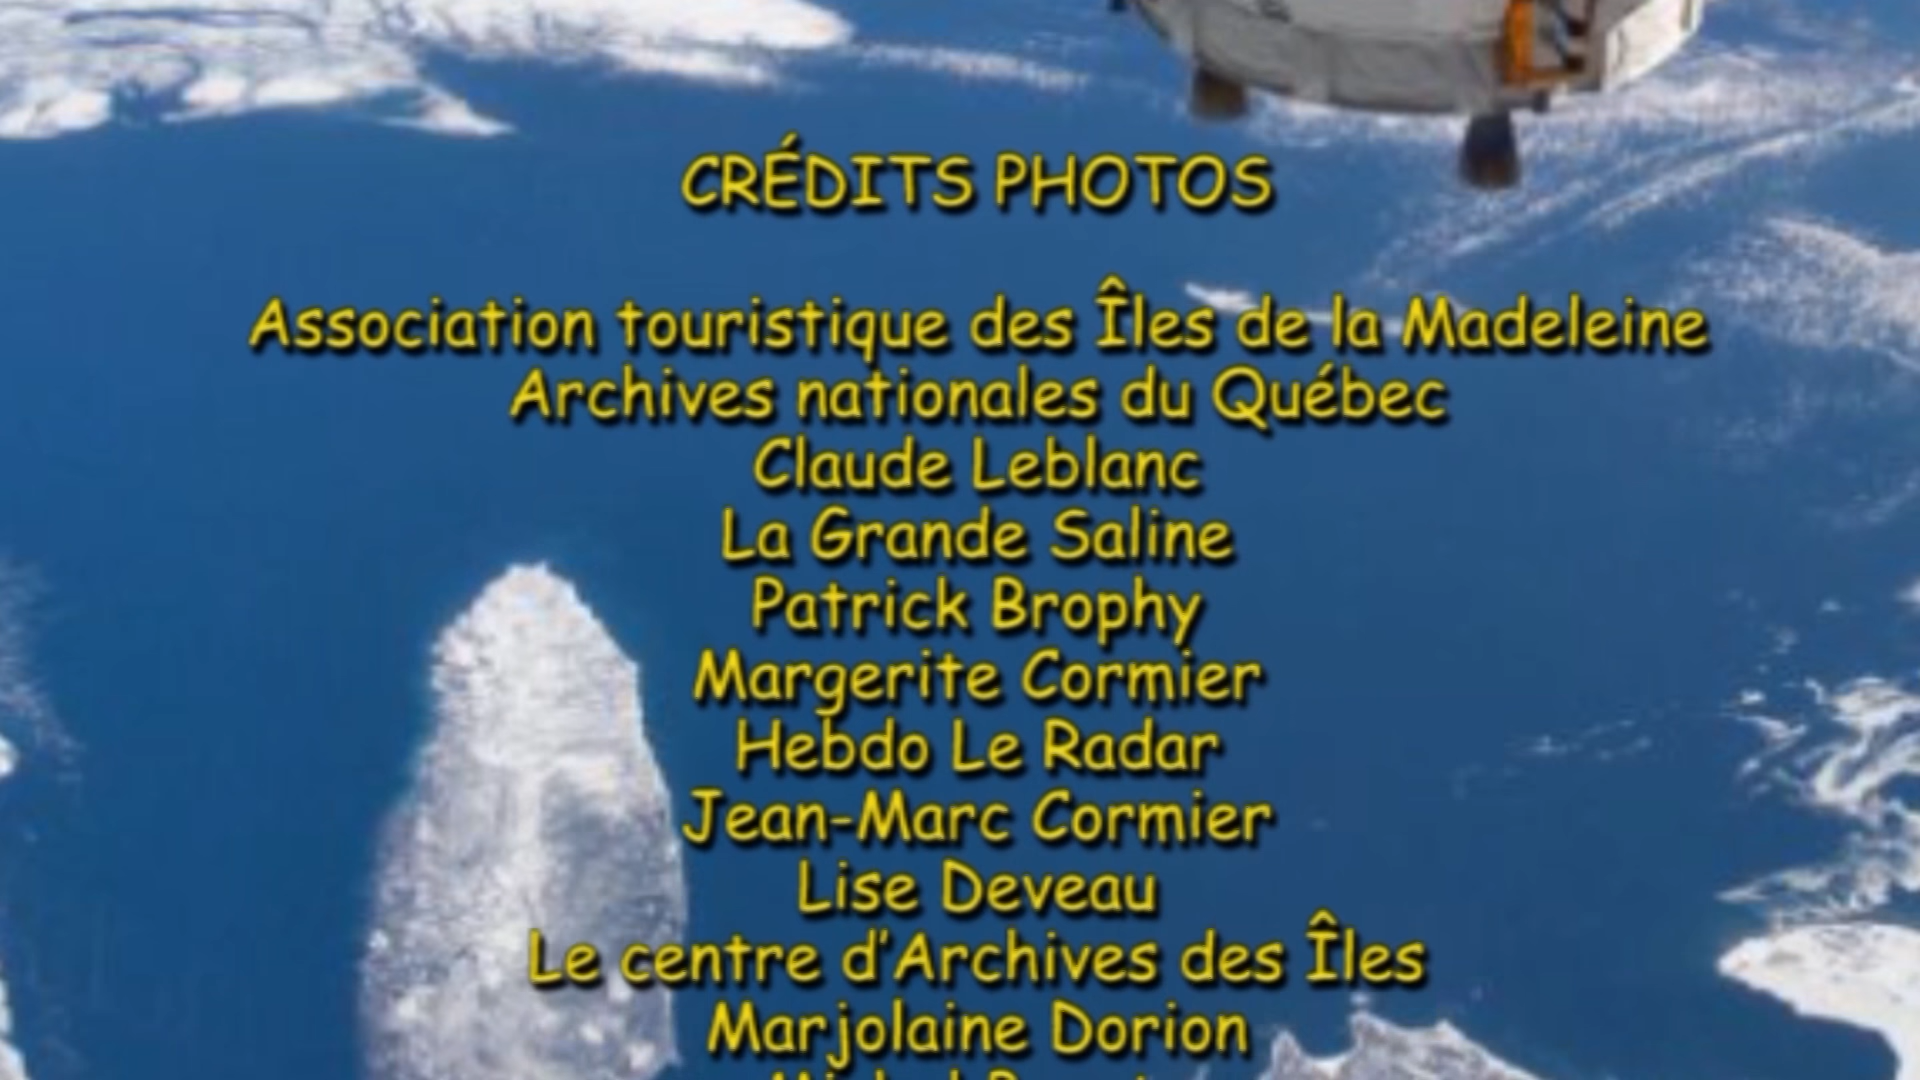 CRÉDITS PHOTOS
Association touristique des Îles de la Madeleine
Archives nationales du Québec
Claude Leblanc
La Grande Saline
Patrick Brophy
Margerite Cormier
Hebdo Le Radar
Jean-Marc Cormier
Lise Deveau
Le centre d'Archives des Îles
Marjolaine Dorion